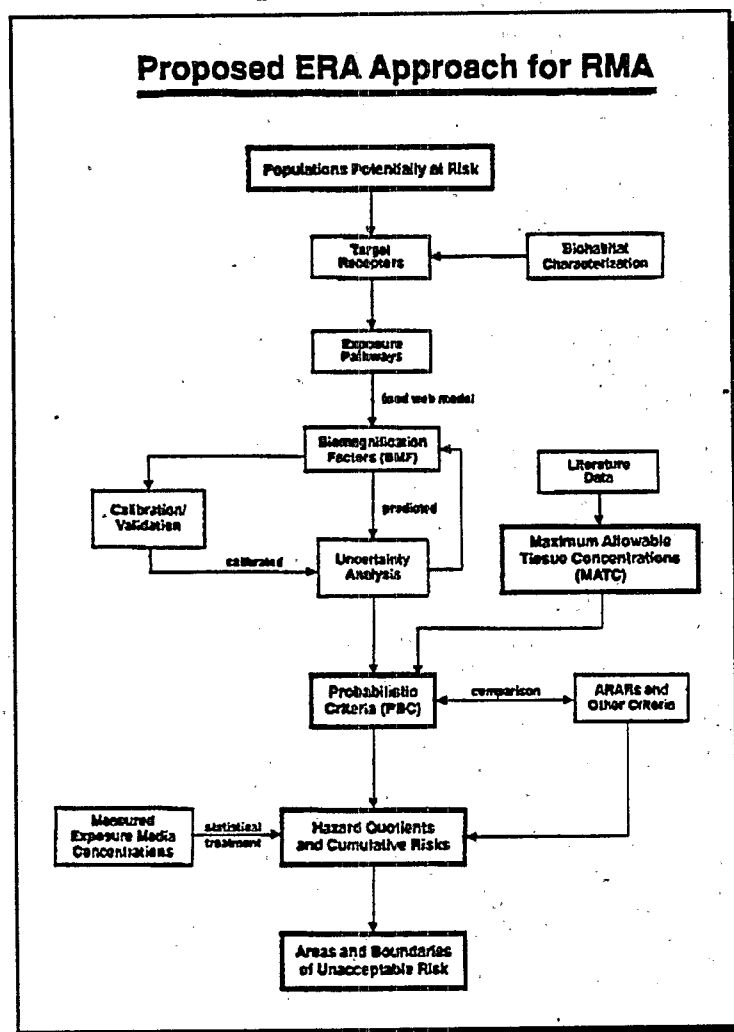 Proposed ERA Approach for RMA
Populations Potentially at Risk
Target
Receptors
Biohabitat
Characterization
Exposure
Pathways
food web model
Biomagnification
Factors (BMF)
Literature
Data
Calibration/
Validation
predicted
Maximum Allowable
Tissue Concentrations
(MATC)
calibrated
Uncertainty
Analysis
Probabilistic
Criteria (PBC)
comparison
ARARs and
Other Criteria
Measured
Exposure Media
Concentrations
statistical
treatment
Hazard Quotients
and Cumulative Risks
Areas and Boundaries
of Unacceptable Risk